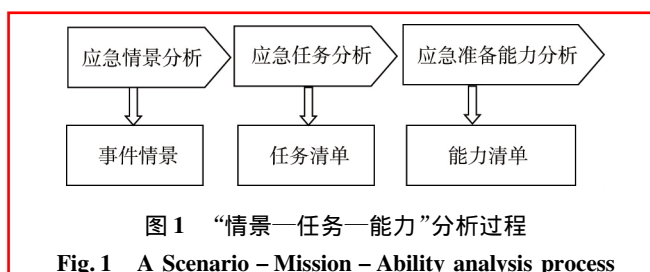 应急情景分析 应急任务分析 应急准备能力分析
事件情景 任务清单 能力清单
图1 “情景—任务—能力”分析过程
Fig. 1 A Scenario – Mission – Ability analysis process